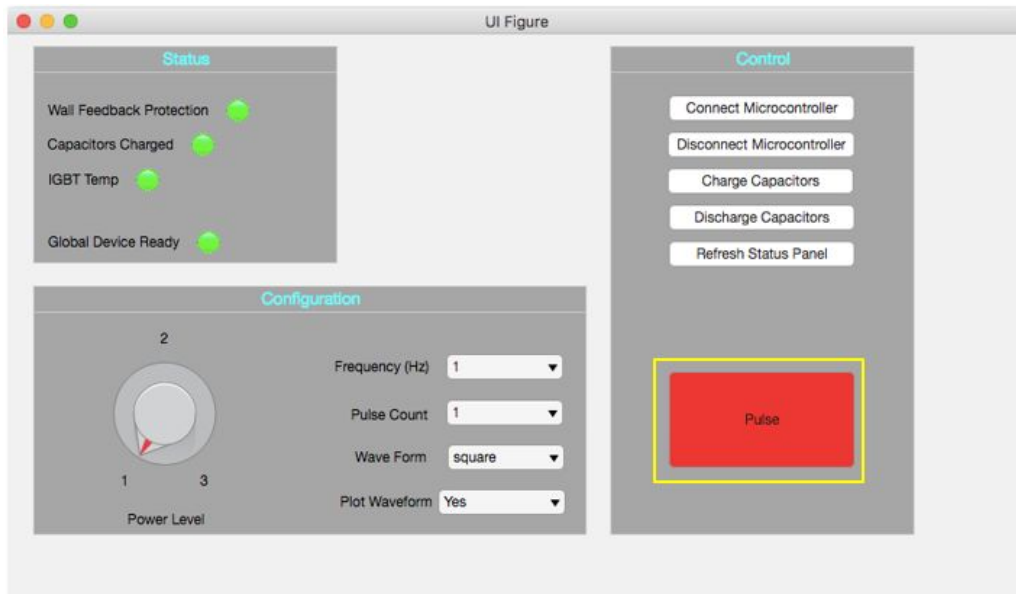 UI Figure
Status
Wall Feedback Protection
Capacitors Charged
IGBT Temp
Global Device Ready
Control
Connect Microcontroller
Disconnect Microcontroller
Charge Capacitors
Discharge Capacitors
Refresh Status Panel
Pulse
Configuration
2
1
3
Power Level
Frequency (Hz) 1
Pulse Count 1
Wave Form square
Plot Waveform Yes